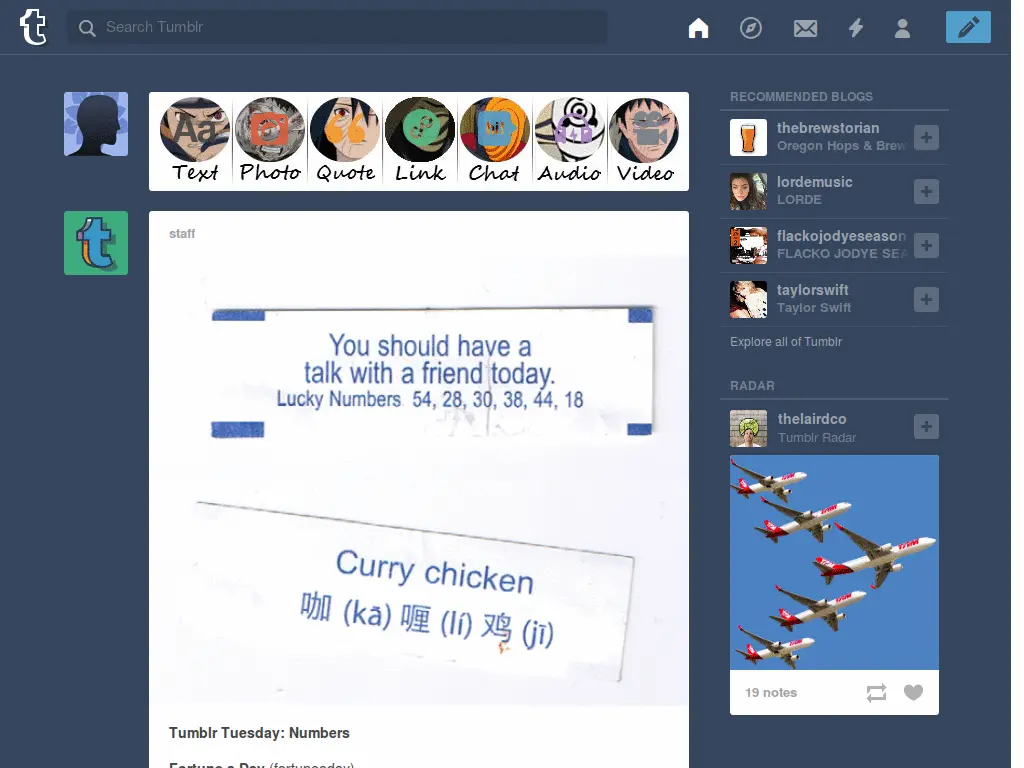 Search Tumblr
Text Photo Quote Link Chat Audio Video
staff
You should have a
talk with a friend today.
Lucky Numbers 54, 28, 30, 38, 44, 18
Curry chicken
咖 (kā) 喱 (lí) 鸡 (jī)
Tumblr Tuesday: Numbers
RECOMMENDED BLOGS
thebrewstorian
Oregon Hops & Brew
lordemusic
LORDE
flackojodyeseason
FLACKO JODYE SEA
taylorswift
Taylor Swift
Explore all of Tumblr
RADAR
thelairdco
Tumblr Radar
TAM
TAM
TAM
TAM
TAM
19 notes